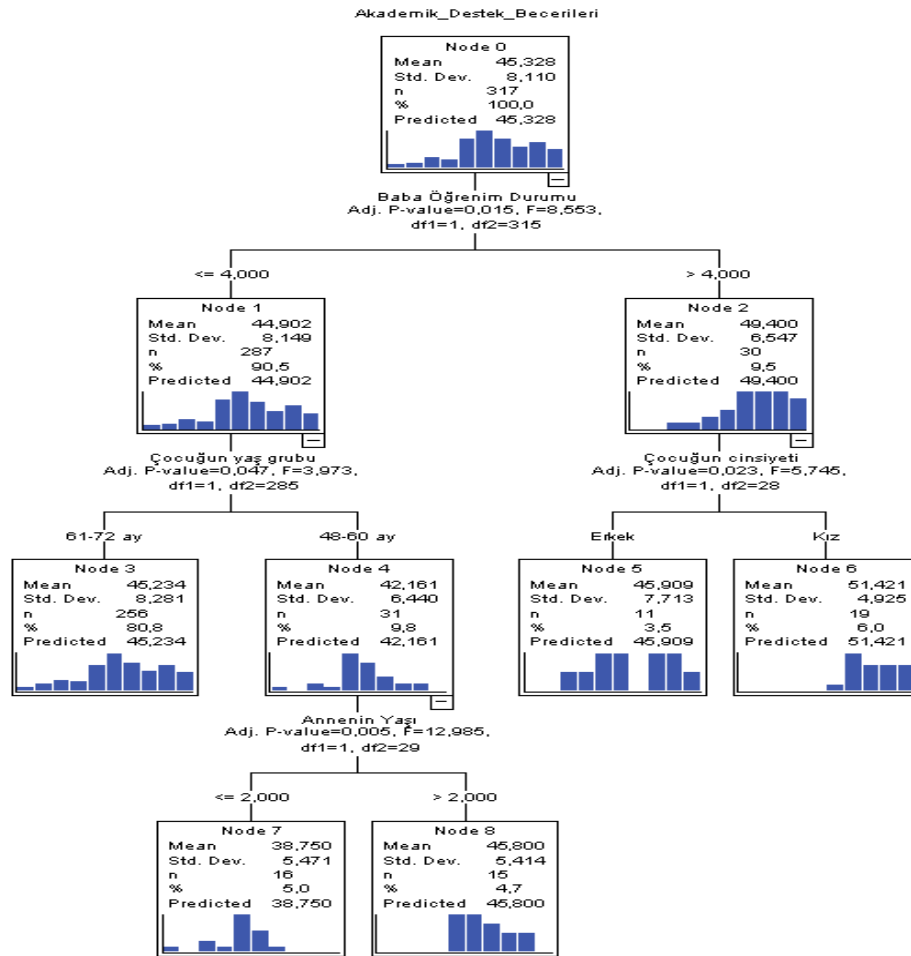 Akademik_Destek_Becerileri
Node 0
Mean 45,328
Std. Dev. 8,110
n 317
% 100,0
Predicted 45,328
Baba Öğrenim Durumu
Adj. P-value=0,015, F=8,553,
df1=1, df2=315
<= 4,000
> 4,000
Node 1
Mean 44,902
Std. Dev. 8,149
n 287
% 90,5
Predicted 44,902
Node 2
Mean 49,400
Std. Dev. 6,547
n 30
% 9,5
Predicted 49,400
Çocuğun yaş grubu
Adj. P-value=0,047, F=3,973,
df1=1, df2=285
Çocuğun cinsiyeti
Adj. P-value=0,023, F=5,745,
df1=1, df2=28
61-72 ay
48-60 ay
Erkek
Kız
Node 3
Mean 45,234
Std. Dev. 8,281
n 256
% 80,8
Predicted 45,234
Node 4
Mean 42,161
Std. Dev. 6,440
n 31
% 9,8
Predicted 42,161
Node 5
Mean 45,909
Std. Dev. 7,713
n 11
% 3,5
Predicted 45,909
Node 6
Mean 51,421
Std. Dev. 4,925
n 19
% 6,0
Predicted 51,421
Annenin Yaşı
Adj. P-value=0,005, F=12,985,
df1=1, df2=29
<= 2,000
> 2,000
Node 7
Mean 38,750
Std. Dev. 5,471
n 16
% 5,0
Predicted 38,750
Node 8
Mean 45,800
Std. Dev. 5,414
n 15
% 4,7
Predicted 45,800